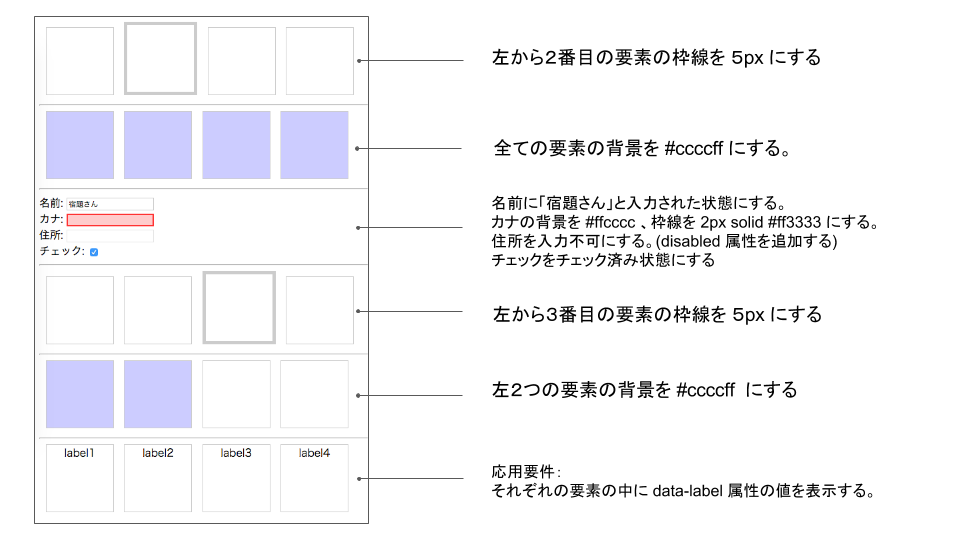 左から２番目の要素の枠線を 5px にする
全ての要素の背景を #ccccff にする。
名前: 宿題さん
カナ:
住所:
チェック:
名前に「宿題さん」と入力された状態にする。
カナの背景を #ffcccc 、枠線を 2px solid #ff3333 にする。
住所を入力不可にする。(disabled 属性を追加する)
チェックをチェック済み状態にする
左から３番目の要素の枠線を 5px にする
左２つの要素の背景を #ccccff にする
label1 label2 label3 label4
応用要件：
それぞれの要素の中に data-label 属性の値を表示する。